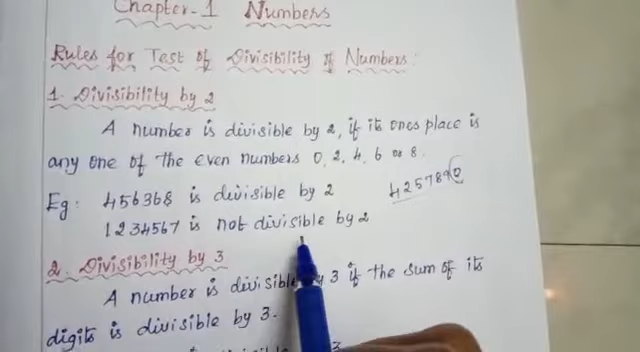 Chapter-1 Numbers
Rules for Test of Divisibility of Numbers:
1. Divisibility by 2
A number is divisible by 2, if its ones place is
any one of the even numbers 0, 2, 4, 6 or 8.
Eg: 456368 is divisible by 2
4257890
1234567 is not divisible by 2
2. Divisibility by 3
A number is divisible by 3 if the sum of its
digits is divisible by 3.